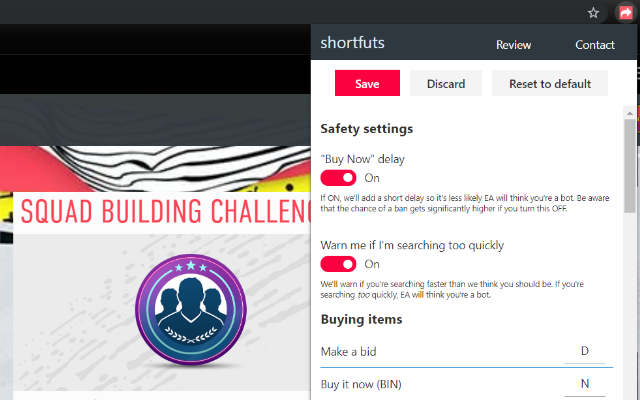 shortfuts
Review
Contact
Save
Discard
Reset to default
Safety settings
"Buy Now" delay
On
If ON, we'll add a short delay so it's less likely EA will think you're a bot. Be aware
that the chance of a ban gets significantly higher if you turn this OFF.
Warn me if I'm searching too quickly
On
We'll warn if you're searching faster than we think you should be. If you're
searching too quickly, EA will think you're a bot.
Buying items
Make a bid
D
Buy it now (BIN)
N
SQUAD BUILDING CHALLENG